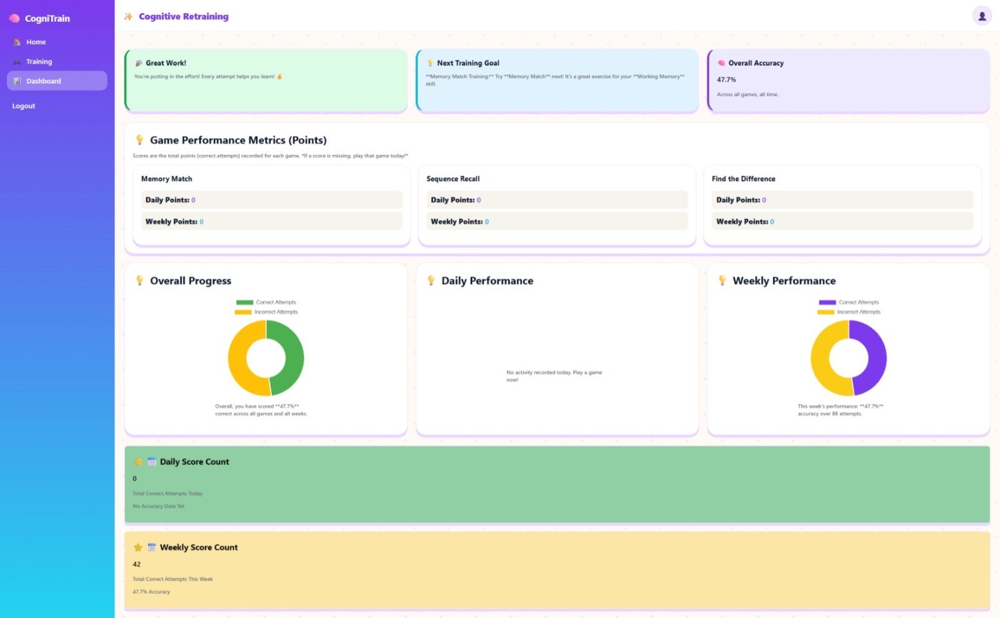 CogniTrain
Home
Training
Dashboard
Logout
Cognitive Retraining
Great Work!
You're putting in the effort! Every attempt helps you learn!
Next Training Goal
**Memory Match Training:** Try **Memory Match** next! It's a great exercise for your **Working Memory**
skill.
Overall Accuracy
47.7%
Across all games, all time.
Game Performance Metrics (Points)
Scores are the total points (correct attempts) recorded for each game. *If a score is missing, play that game today!*
Memory Match
Daily Points: 0
Weekly Points: 0
Sequence Recall
Daily Points: 0
Weekly Points: 0
Find the Difference
Daily Points: 0
Weekly Points: 0
Overall Progress
Correct Attempts
Incorrect Attempts
Overall, you have scored **47.7%**
correct across all games and all weeks.
Daily Performance
No activity recorded today. Play a game
now!
Weekly Performance
Correct Attempts
Incorrect Attempts
This week's performance: **47.7%**
accuracy over 88 attempts.
Daily Score Count
0
Total Correct Attempts Today
No Accuracy Data Yet
Weekly Score Count
42
Total Correct Attempts This Week
47.7% Accuracy